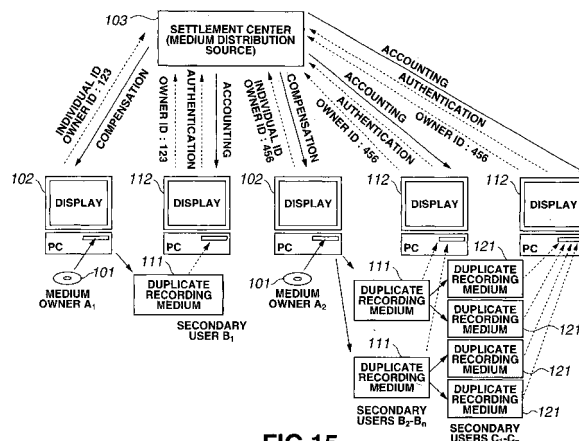 103
SETTLEMENT CENTER
(MEDIUM DISTRIBUTION
SOURCE)
INDIVIDUAL ID
OWNER ID : 123
COMPENSATION
OWNER ID : 123
AUTHENTICATION
ACCOUNTING
INDIVIDUAL ID
OWNER ID : 456
COMPENSATION
OWNER ID : 456
AUTHENTICATION
ACCOUNTING
ACCOUNTING
AUTHENTICATION
OWNER ID : 456
102
112
102
112
112
DISPLAY
DISPLAY
DISPLAY
DISPLAY
DISPLAY
PC
PC
PC
PC
PC
101
MEDIUM
OWNER A1
111
DUPLICATE
RECORDING
MEDIUM
SECONDARY
USER B1
101
MEDIUM
OWNER A2
111
DUPLICATE
RECORDING
MEDIUM
111
DUPLICATE
RECORDING
MEDIUM
SECONDARY
USERS B2-Bn
121
DUPLICATE
RECORDING
MEDIUM
DUPLICATE
RECORDING
MEDIUM
121
DUPLICATE
RECORDING
MEDIUM
121
DUPLICATE
RECORDING
MEDIUM
121
SECONDARY
USERS C1-Cn
FIG.15